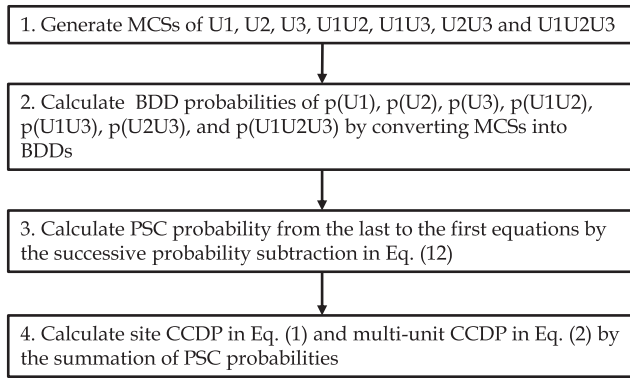 1. Generate MCSs of U1, U2, U3, U1U2, U1U3, U2U3 and U1U2U3
2. Calculate BDD probabilities of p(U1), p(U2), p(U3), p(U1U2),
p(U1U3), p(U2U3), and p(U1U2U3) by converting MCSs into
BDDs
3. Calculate PSC probability from the last to the first equations by
the successive probability subtraction in Eq. (12)
4. Calculate site CCDP in Eq. (1) and multi-unit CCDP in Eq. (2) by
the summation of PSC probabilities